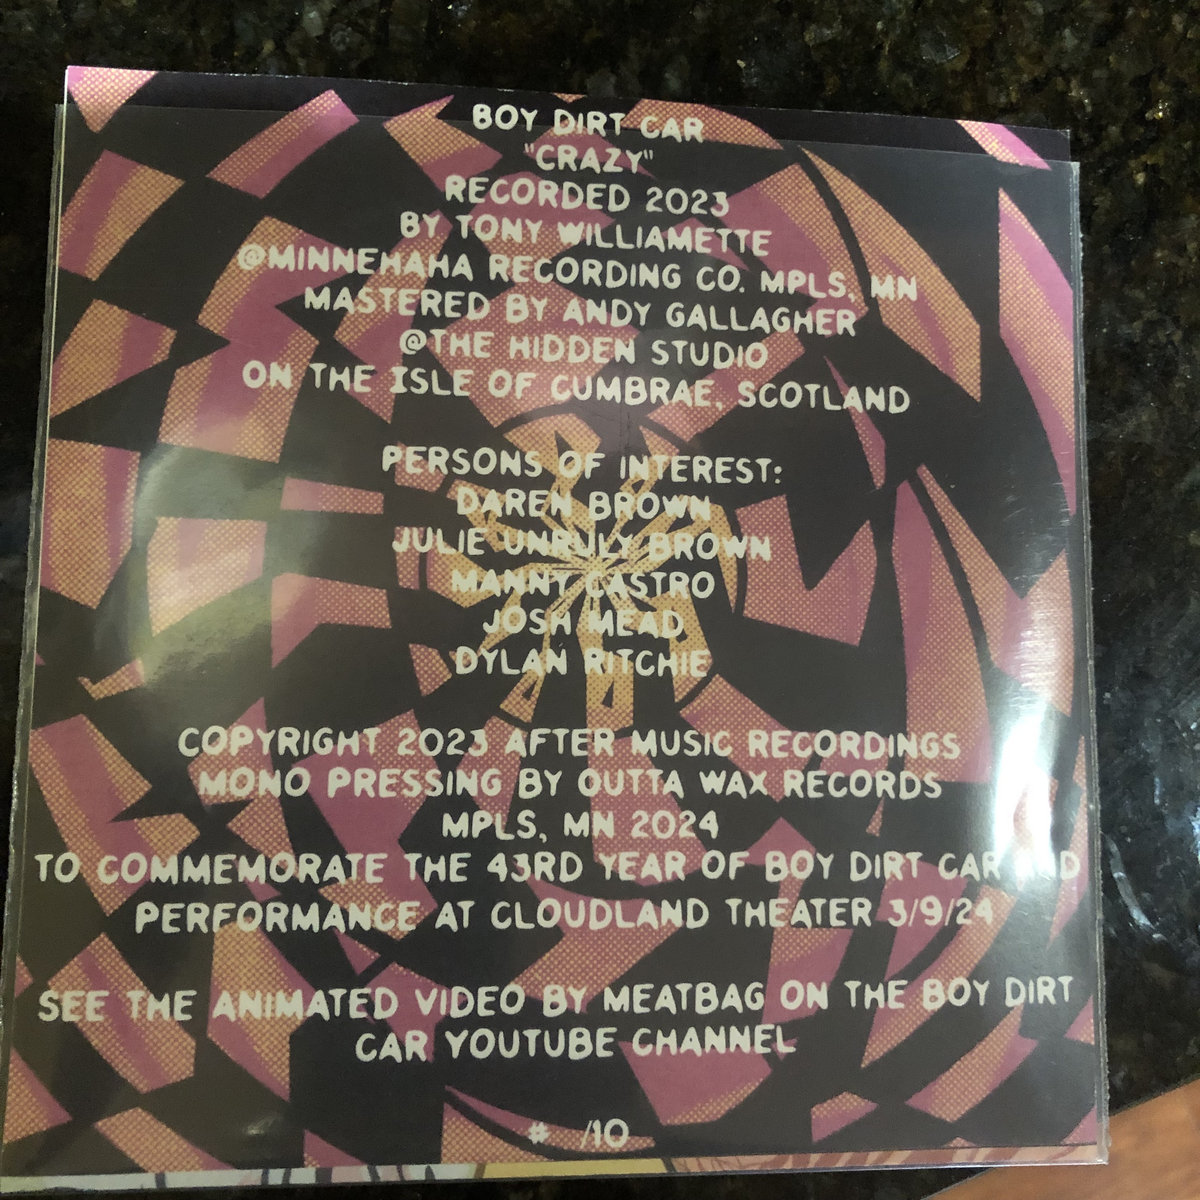 BOY DIRT CAR
"CRAZY"
RECORDED 2023
BY TONY WILLIAMETTE
@MINNEHAHA RECORDING CO. MPLS, MN
MASTERED BY ANDY GALLAGHER
@THE HIDDEN STUDIO
ON THE ISLE OF CUMBRAE, SCOTLAND
PERSONS OF INTEREST:
DAREN BROWN
JULIE UNRULY BROWN
MANNY CASTRO
JOSH MEAD
DYLAN RITCHIE
COPYRIGHT 2023 AFTER MUSIC RECORDINGS
MONO PRESSING BY OUTTA WAX RECORDS
MPLS, MN 2024
TO COMMEMORATE THE 43RD YEAR OF BOY DIRT CAR AND
PERFORMANCE AT CLOUDLAND THEATER 3/9/24
SEE THE ANIMATED VIDEO BY MEATBAG ON THE BOY DIRT
CAR YOUTUBE CHANNEL
# /10